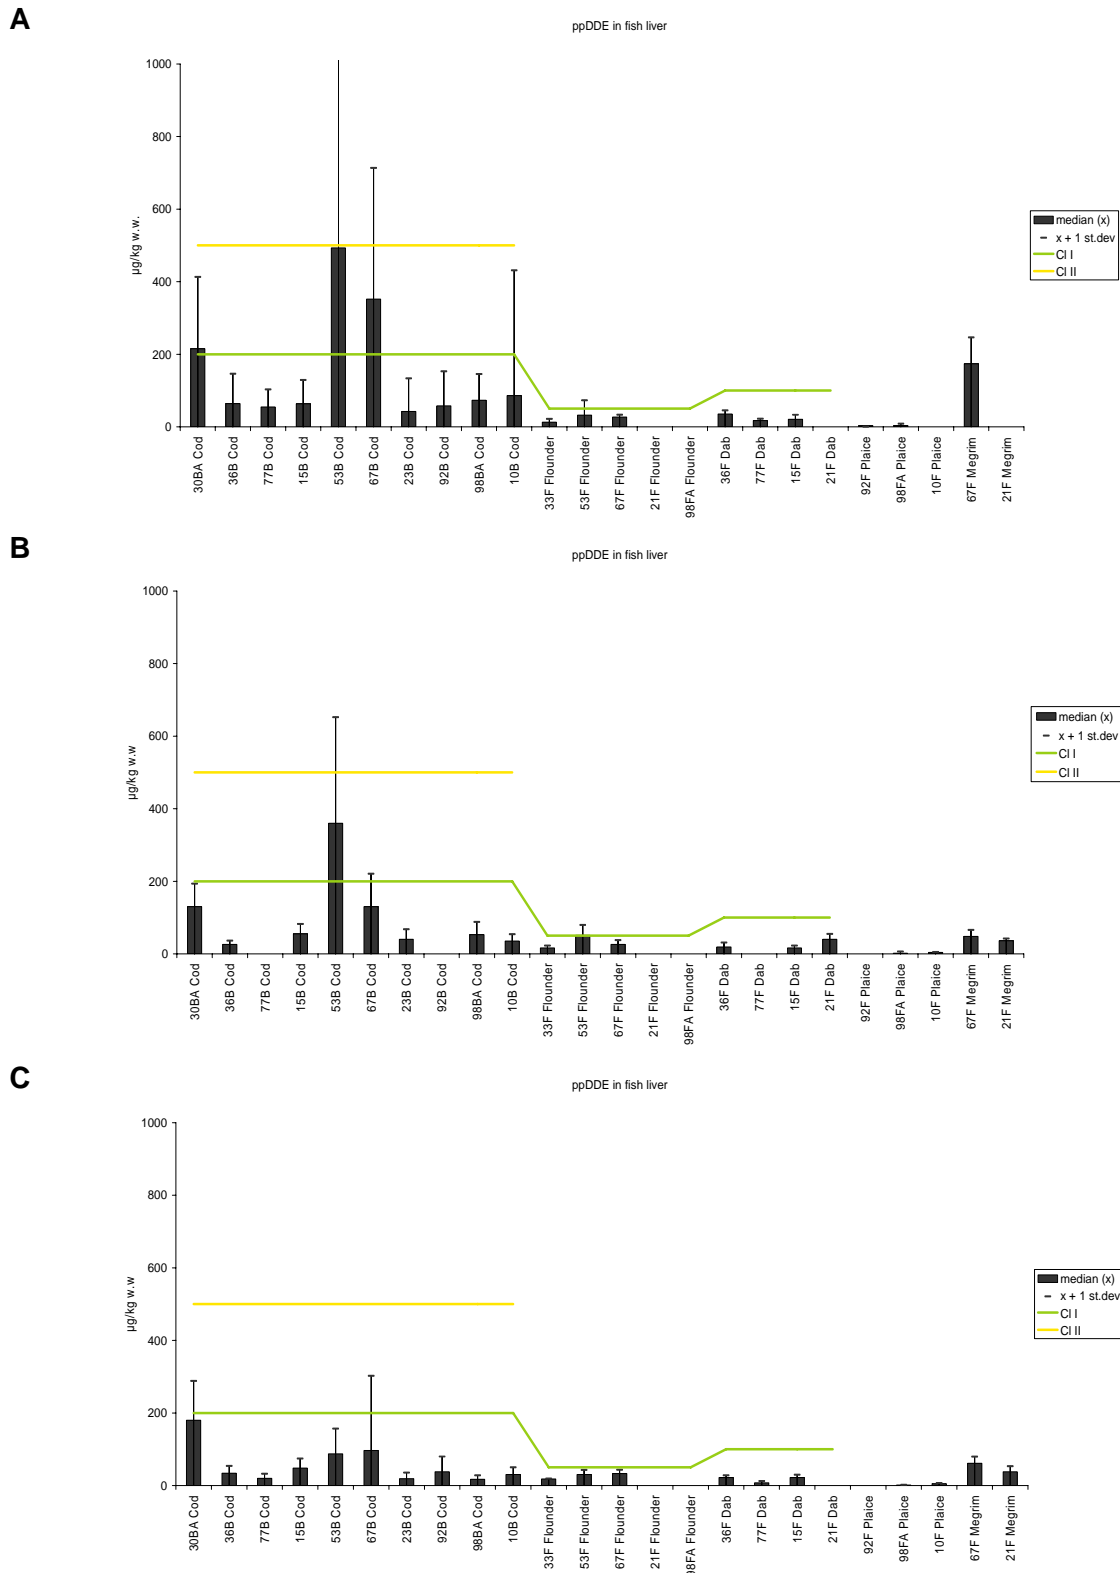 A
ppDDE in fish liver
1000
800
600
400
200
0
µg/kg w.w.
median (x)
x + 1 st.dev
Cl I
Cl II
30BA Cod
36B Cod
77B Cod
15B Cod
53B Cod
67B Cod
23B Cod
92B Cod
98BA Cod
10B Cod
33F Flounder
53F Flounder
67F Flounder
21F Flounder
98FA Flounder
36F Dab
77F Dab
15F Dab
21F Dab
92F Plaice
98FA Plaice
10F Plaice
67F Megrim
21F Megrim
B
ppDDE in fish liver
1000
800
600
400
200
0
µg/kg w.w
median (x)
x + 1 st.dev
Cl I
Cl II
30BA Cod
36B Cod
77B Cod
15B Cod
53B Cod
67B Cod
23B Cod
92B Cod
98BA Cod
10B Cod
33F Flounder
53F Flounder
67F Flounder
21F Flounder
98FA Flounder
36F Dab
77F Dab
15F Dab
21F Dab
92F Plaice
98FA Plaice
10F Plaice
67F Megrim
21F Megrim
C
ppDDE in fish liver
1000
800
600
400
200
0
µg/kg w.w
median (x)
x + 1 st.dev
Cl I
Cl II
30BA Cod
36B Cod
77B Cod
15B Cod
53B Cod
67B Cod
23B Cod
92B Cod
98BA Cod
10B Cod
33F Flounder
53F Flounder
67F Flounder
21F Flounder
98FA Flounder
36F Dab
77F Dab
15F Dab
21F Dab
92F Plaice
98FA Plaice
10F Plaice
67F Megrim
21F Megrim